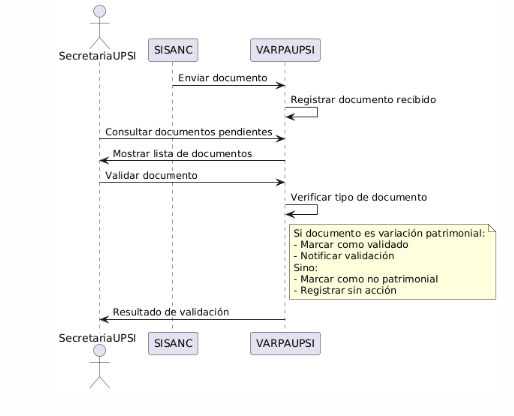 SecretariaUPSI
SISANC
VARPAUPSI
Enviar documento
Registrar documento recibido
Consultar documentos pendientes
Mostrar lista de documentos
Validar documento
Verificar tipo de documento
Si documento es variación patrimonial:
- Marcar como validado
- Notificar validación
Sino:
- Marcar como no patrimonial
- Registrar sin acción
Resultado de validación
SecretariaUPSI
SISANC
VARPAUPSI